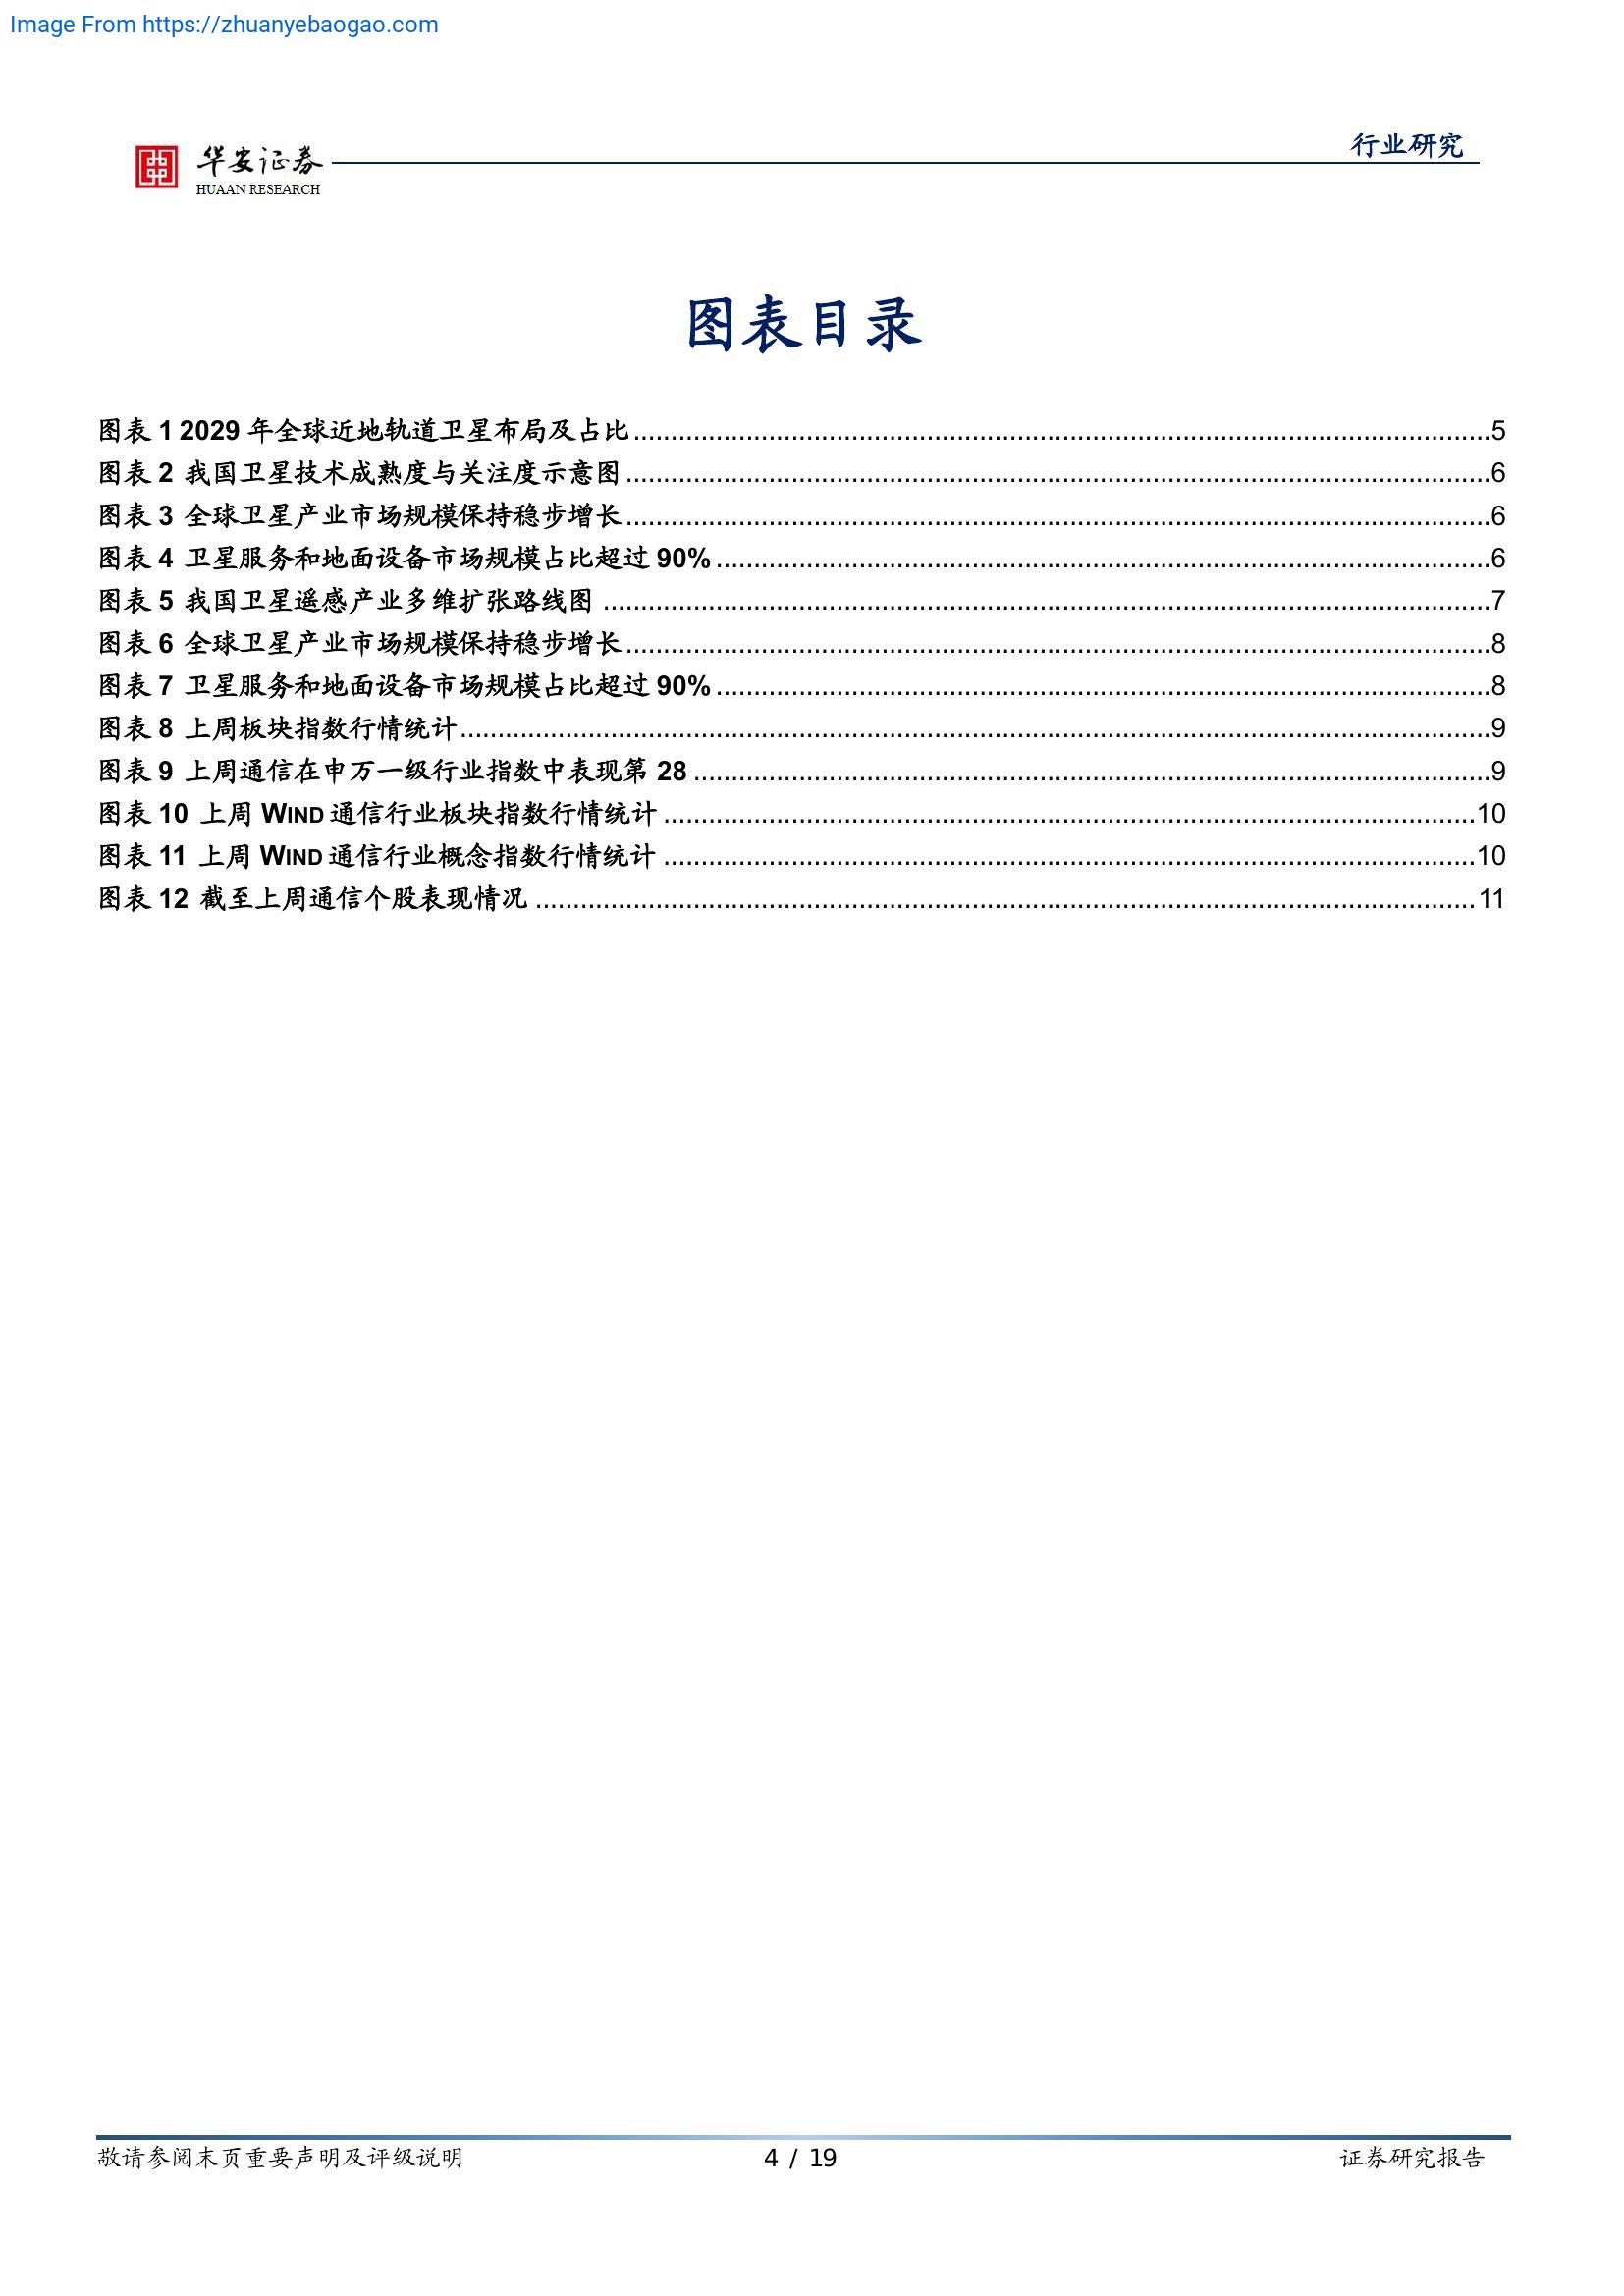 Image From https://zhuanyebaogao.com
华安证券
HUAAN RESEARCH
行业研究
图表目录
图表 1 2029 年全球近地轨道卫星布局及占比........................................5
图表 2 我国卫星技术成熟度与关注度示意图........................................6
图表 3 全球卫星产业市场规模保持稳步增长........................................6
图表 4 卫星服务和地面设备市场规模占比超过 90%........................................6
图表 5 我国卫星遥感产业多维扩张路线图 ........................................7
图表 6 全球卫星产业市场规模保持稳步增长........................................8
图表 7 卫星服务和地面设备市场规模占比超过 90%........................................8
图表 8 上周板块指数行情统计........................................9
图表 9 上周通信在申万一级行业指数中表现第 28 ........................................9
图表 10 上周 WIND 通信行业板块指数行情统计 ........................................10
图表 11 上周 WIND 通信行业概念指数行情统计 ........................................10
图表 12 截至上周通信个股表现情况 ........................................11
敬请参阅末页重要声明及评级说明
4 / 19
证券研究报告